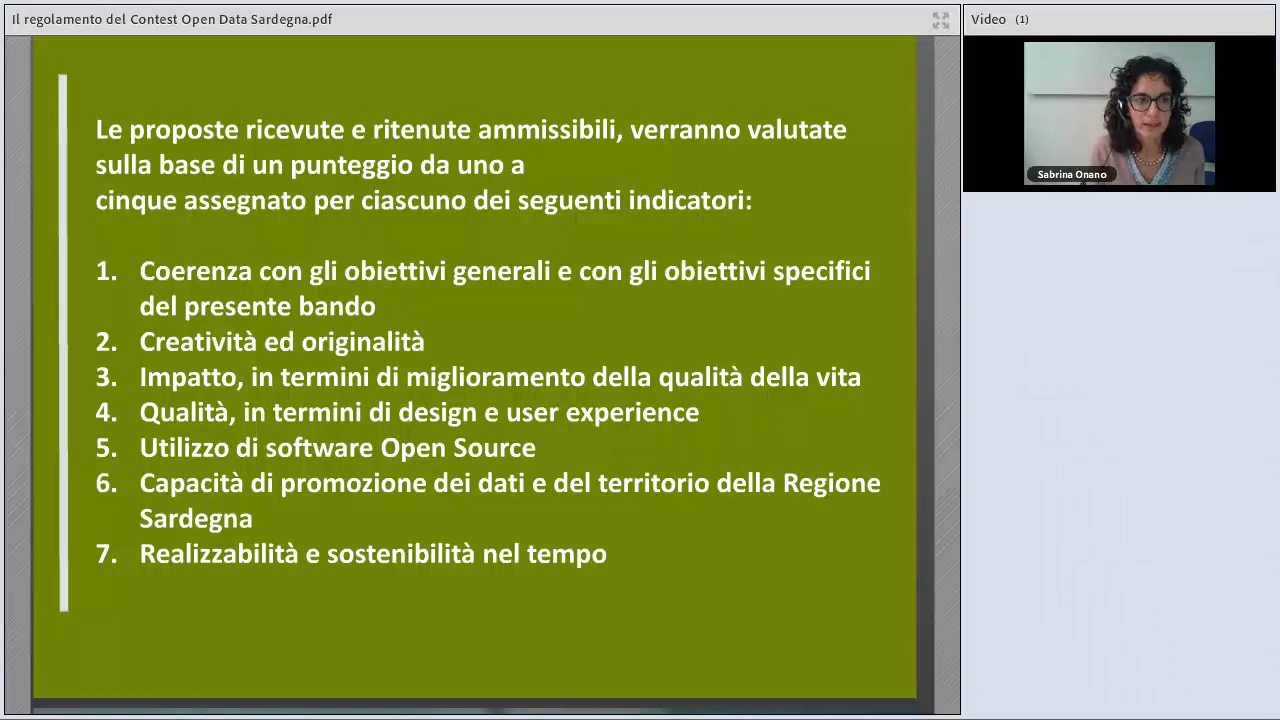 Il regolamento del Contest Open Data Sardegna.pdf
Video (1)
Sabrina Onano
Le proposte ricevute e ritenute ammissibili, verranno valutate
sulla base di un punteggio da uno a
cinque assegnato per ciascuno dei seguenti indicatori:
1. Coerenza con gli obiettivi generali e con gli obiettivi specifici
del presente bando
2. Creatività ed originalità
3. Impatto, in termini di miglioramento della qualità della vita
4. Qualità, in termini di design e user experience
5. Utilizzo di software Open Source
6. Capacità di promozione dei dati e del territorio della Regione
Sardegna
7. Realizzabilità e sostenibilità nel tempo